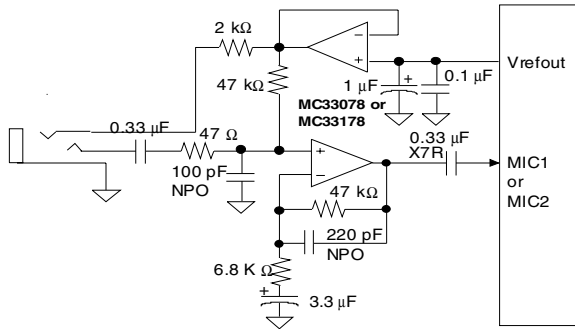 2 kΩ
−
+
Vrefout
47 kΩ
1 µF
+
0.1 µF
MC33078 or
MC33178
0.33 µF
47 Ω
+
−
0.33 µF
X7R
MIC1
or
MIC2
100 pF
NPO
47 kΩ
220 pF
NPO
6.8 K Ω
+
3.3 µF